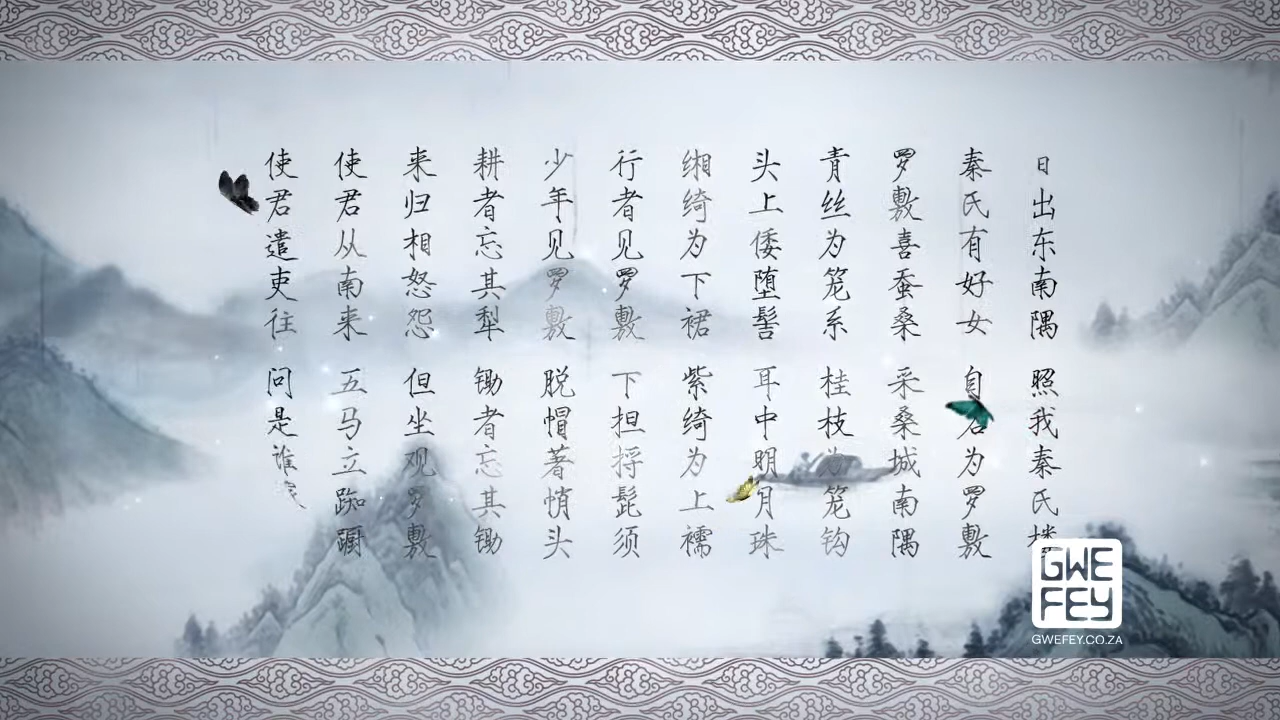 日出东南隅 照我秦氏楼
秦氏有好女 自名为罗敷
罗敷喜蚕桑 采桑城南隅
青丝为笼系 桂枝为笼钩
头上倭堕髻 耳中明月珠
缃绮为下裙 紫绮为上襦
行者见罗敷 下担捋髭须
少年见罗敷 脱帽著悄头
耕者忘其犁 锄者忘其锄
来归相怒怨 但坐观罗敷
使君从南来 五马立踟蹰
使君遣吏往 问是谁
GWE
FEY
GWEFEY.CO.ZA